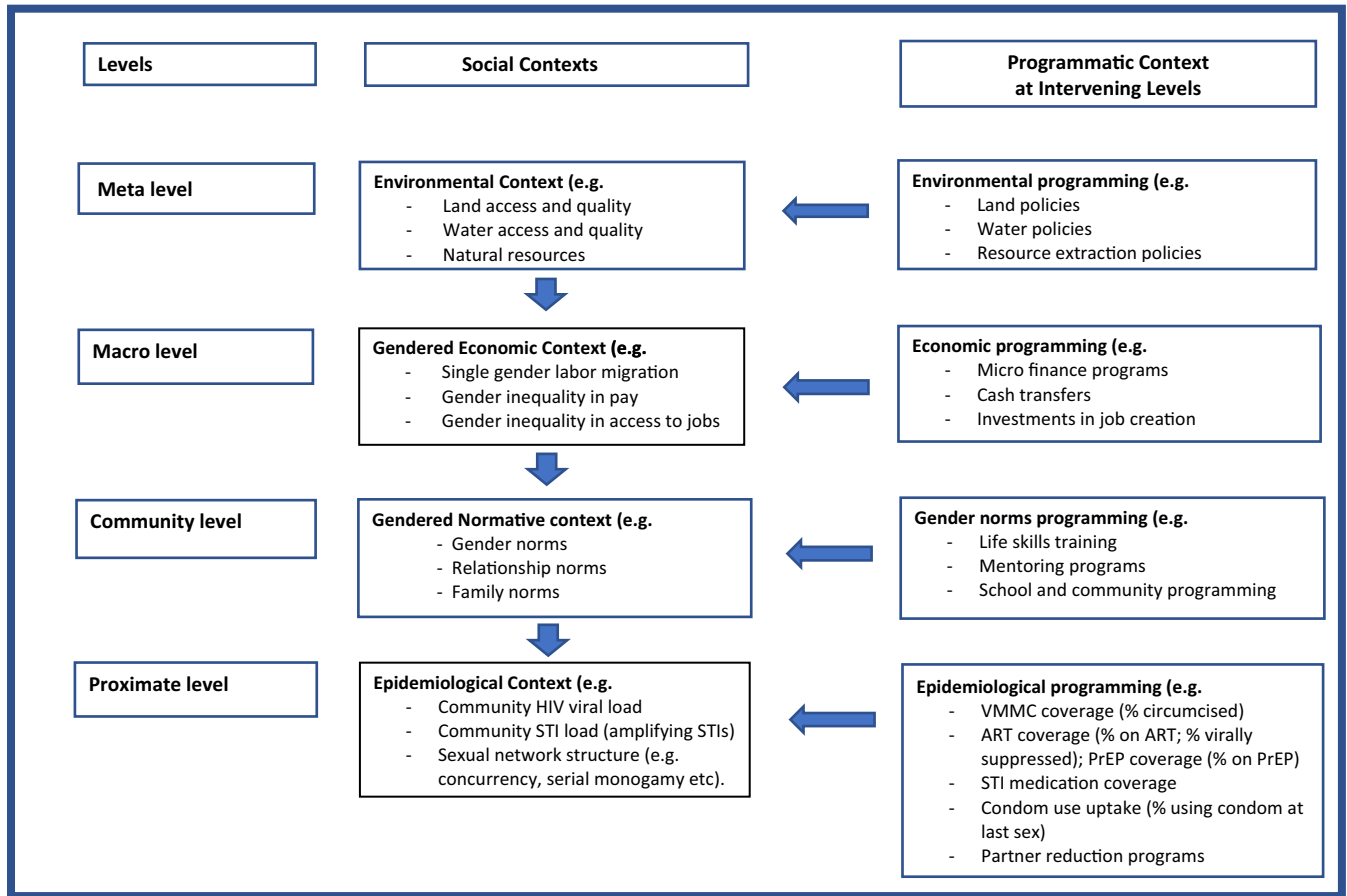 Levels
Social Contexts
Programmatic Context
at Intervening Levels
Meta level
Environmental Context (e.g.
- Land access and quality
- Water access and quality
- Natural resources
Environmental programming (e.g.
- Land policies
- Water policies
- Resource extraction policies
Macro level
Gendered Economic Context (e.g.
- Single gender labor migration
- Gender inequality in pay
- Gender inequality in access to jobs
Economic programming (e.g.
- Micro finance programs
- Cash transfers
- Investments in job creation
Community level
Gendered Normative context (e.g.
- Gender norms
- Relationship norms
- Family norms
Gender norms programming (e.g.
- Life skills training
- Mentoring programs
- School and community programming
Proximate level
Epidemiological Context (e.g.
- Community HIV viral load
- Community STI load (amplifying STIs)
- Sexual network structure (e.g.
concurrency, serial monogamy etc).
Epidemiological programming (e.g.
- VMMC coverage (% circumcised)
- ART coverage (% on ART; % virally
suppressed); PrEP coverage (% on PrEP)
- STI medication coverage
- Condom use uptake (% using condom at
last sex)
- Partner reduction programs